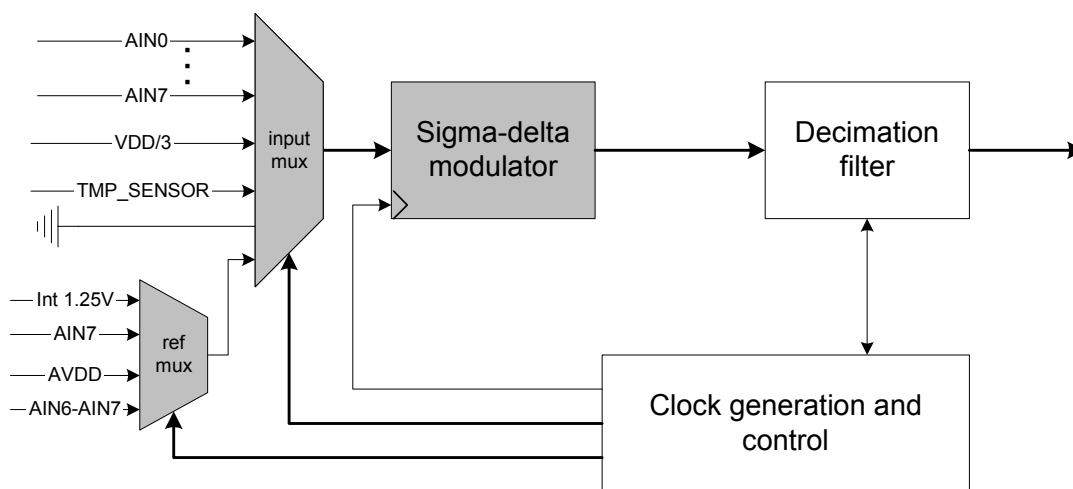 AIN0
AIN7
VDD/3
TMP_SENSOR
input
mux
Sigma-delta
modulator
Decimation
filter
Int 1.25V
AIN7
AVDD
AIN6-AIN7
ref
mux
Clock generation and
control